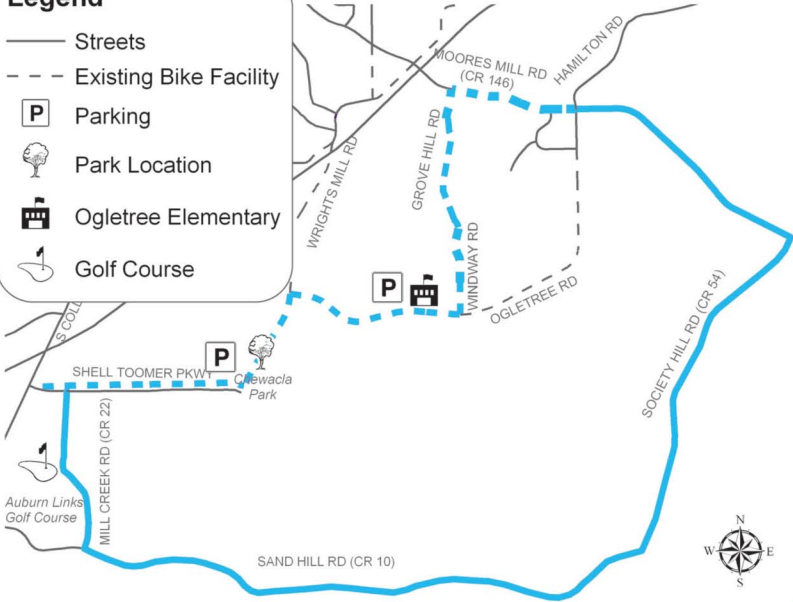 Legend
Streets
Existing Bike Facility
P
Parking
Park Location
Ogletree Elementary
Golf Course
MOORES MILL RD
(CR 146)
HAMILTON RD
GROVE HILL RD
WRIGHTS MILL RD
WINDWAY RD
OGLETREE RD
P
S COLL
P
SHELL TOOMER PKWY
Chewacla
Park
SOCIETY HILL RD (CR 54)
MILL CREEK RD (CR 22)
Auburn Links
Golf Course
SAND HILL RD (CR 10)
N
W
E
S